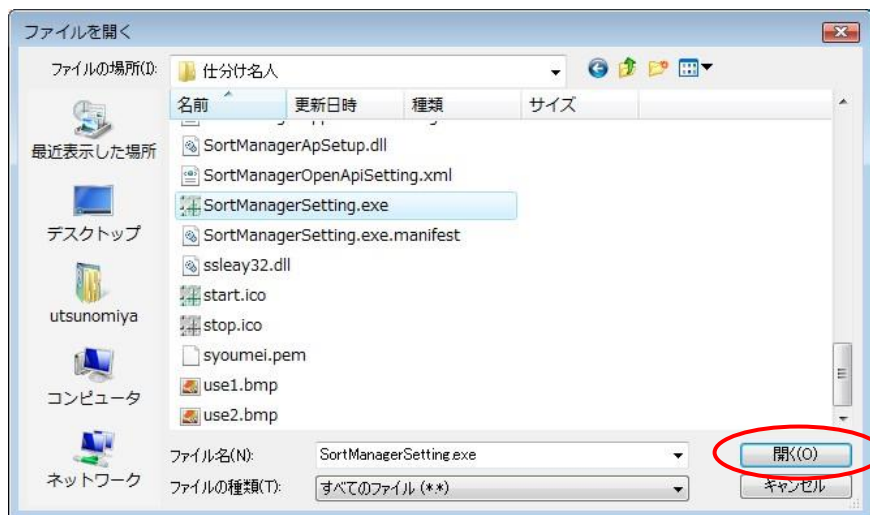 ファイルを開く
ファイルの場所(I):
仕分け名人
名前 更新日時 種類 サイズ
SortManagerApSetup.dll
SortManagerOpenApiSetting.xml
SortManagerSetting.exe
SortManagerSetting.exe.manifest
ssleay32.dll
start.ico
stop.ico
syoumei.pem
use1.bmp
use2.bmp
最近表示した場所
デスクトップ
utsunomiya
コンピュータ
ネットワーク
ファイル名(N):
SortManagerSetting.exe
開く(O)
ファイルの種類(T):
すべてのファイル (*.*)
キャンセル